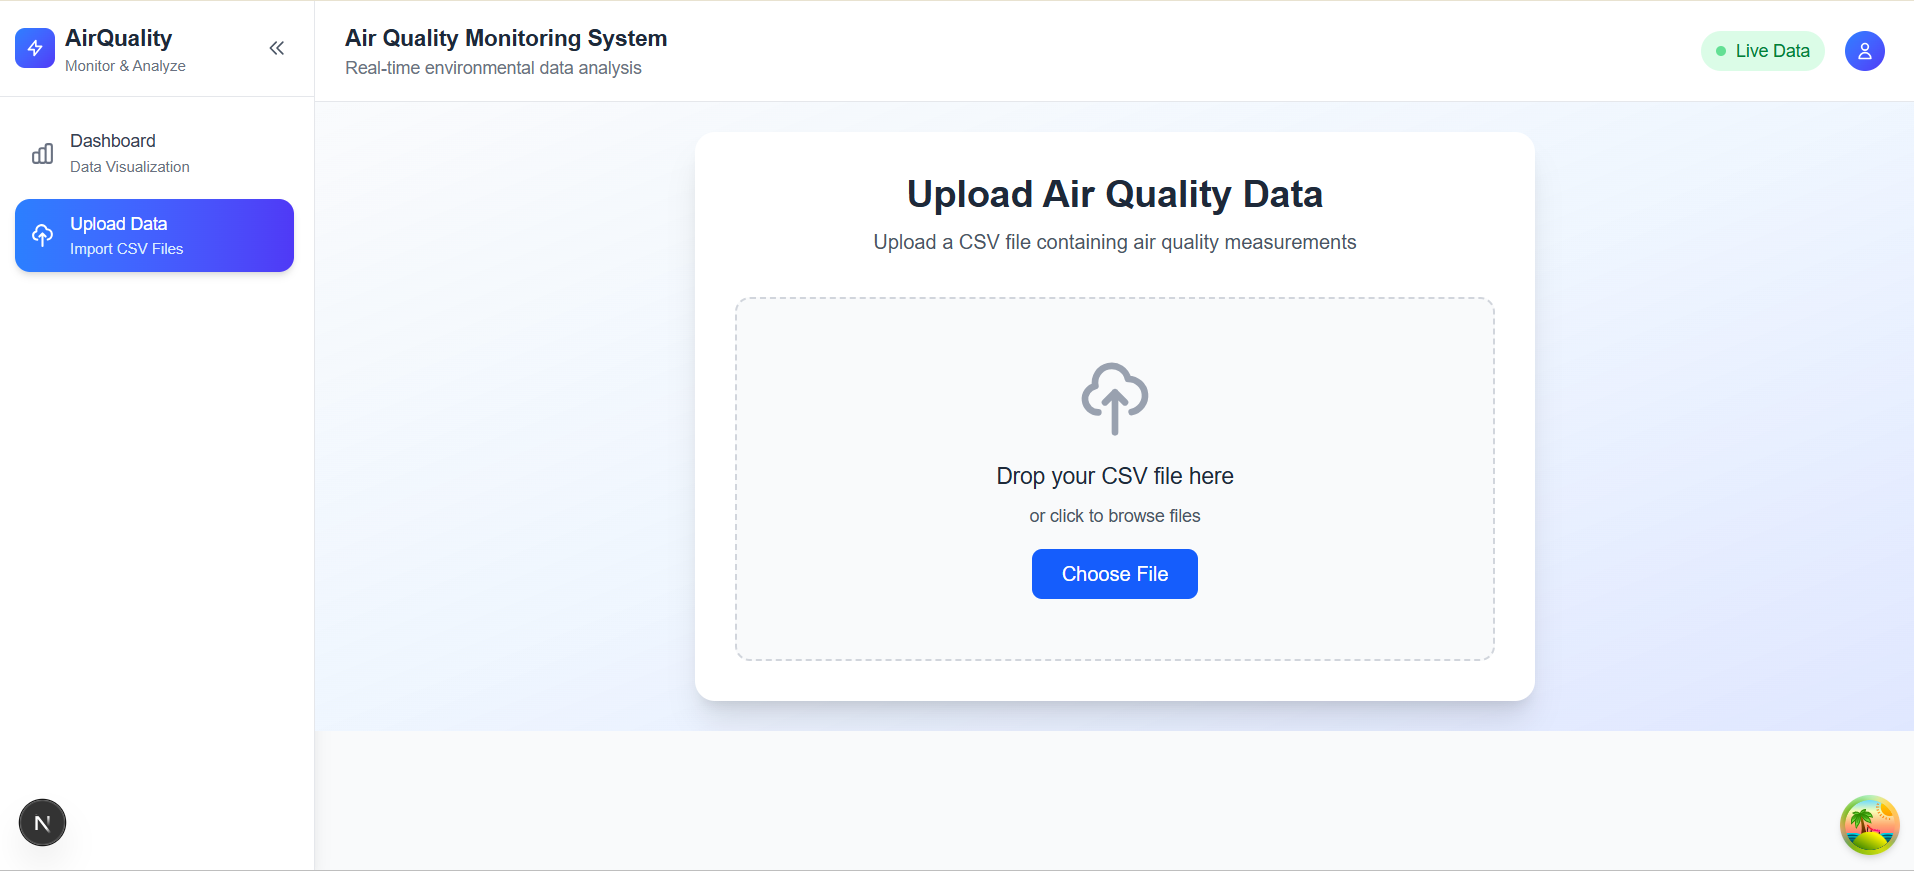 AirQuality
Monitor & Analyze
Dashboard
Data Visualization
Upload Data
Import CSV Files
N
Air Quality Monitoring System
Real-time environmental data analysis
Live Data
Upload Air Quality Data
Upload a CSV file containing air quality measurements
Drop your CSV file here
or click to browse files
Choose File